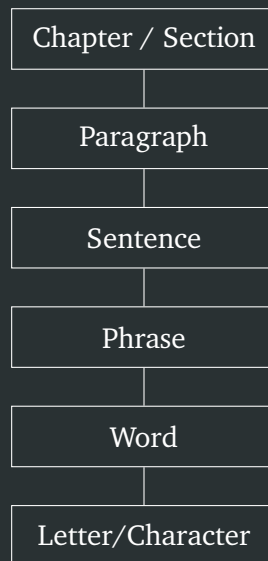 Chapter / Section
Paragraph
Sentence
Phrase
Word
Letter/Character